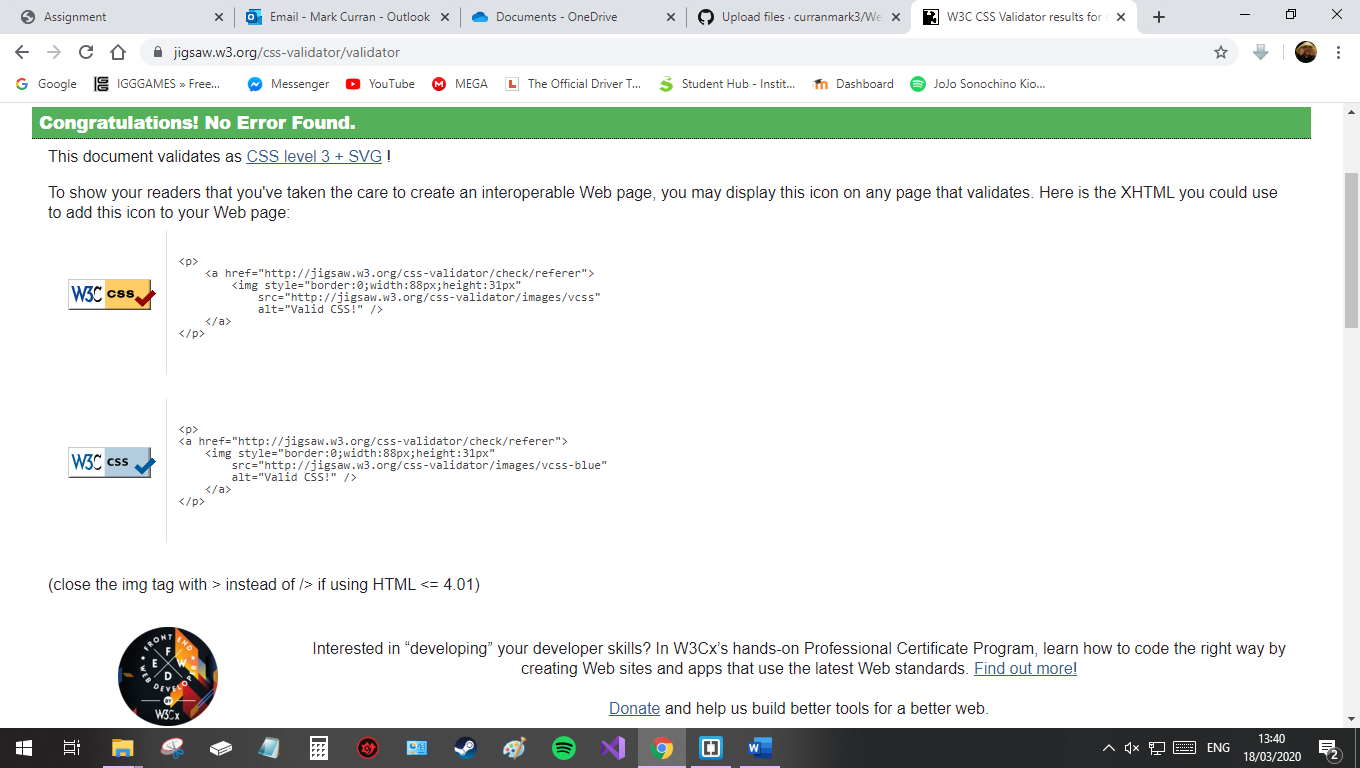 Assignment
Email - Mark Curran - Outlook
Documents - OneDrive
Upload files · curranmark3/We
W3C CSS Validator results for
jigsaw.w3.org/css-validator/validator
Google
IGGGAMES » Free...
Messenger
YouTube
MEGA
The Official Driver T...
Student Hub - Instit...
Dashboard
JoJo Sonochino Kio...
Congratulations! No Error Found.
This document validates as CSS level 3 + SVG !
To show your readers that you've taken the care to create an interoperable Web page, you may display this icon on any page that validates. Here is the XHTML you could use
to add this icon to your Web page:
W3C css
<p>
<a href="http://jigsaw.w3.org/css-validator/check/referer">
<img style="border:0;width:88px;height:31px"
src="http://jigsaw.w3.org/css-validator/images/vcss"
alt="Valid CSS!" />
</a>
</p>
W3C css
<p>
<a href="http://jigsaw.w3.org/css-validator/check/referer">
<img style="border:0;width:88px;height:31px"
src="http://jigsaw.w3.org/css-validator/images/vcss-blue"
alt="Valid CSS!" />
</a>
</p>
(close the img tag with > instead of /> if using HTML <= 4.01)
FRONT END
F
E W
D
WEB DEVELOPER
W3Cx
Interested in “developing” your developer skills? In W3Cx’s hands-on Professional Certificate Program, learn how to code the right way by
creating Web sites and apps that use the latest Web standards. Find out more!
Donate and help us build better tools for a better web.
ENG
13:40
18/03/2020
2